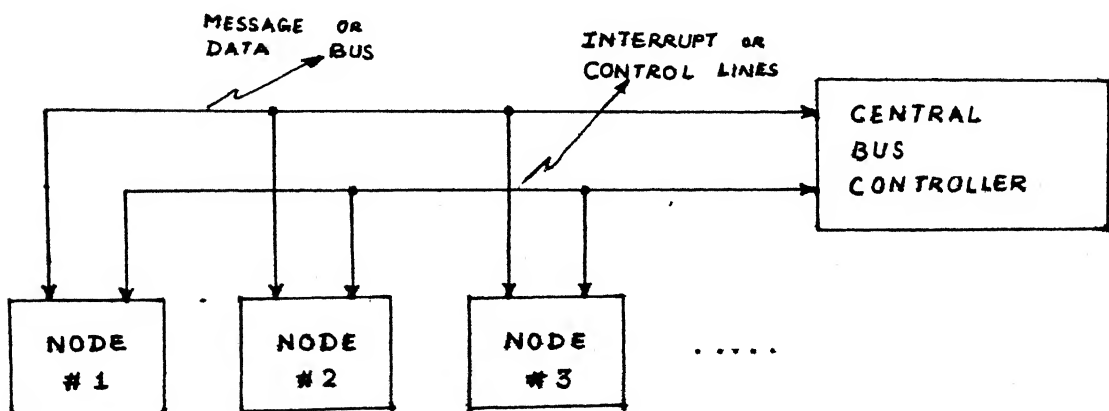 MESSAGE OR
DATA BUS
INTERRUPT OR
CONTROL LINES
CENTRAL
BUS
CONTROLLER
NODE
#1
NODE
#2
NODE
#3
.....